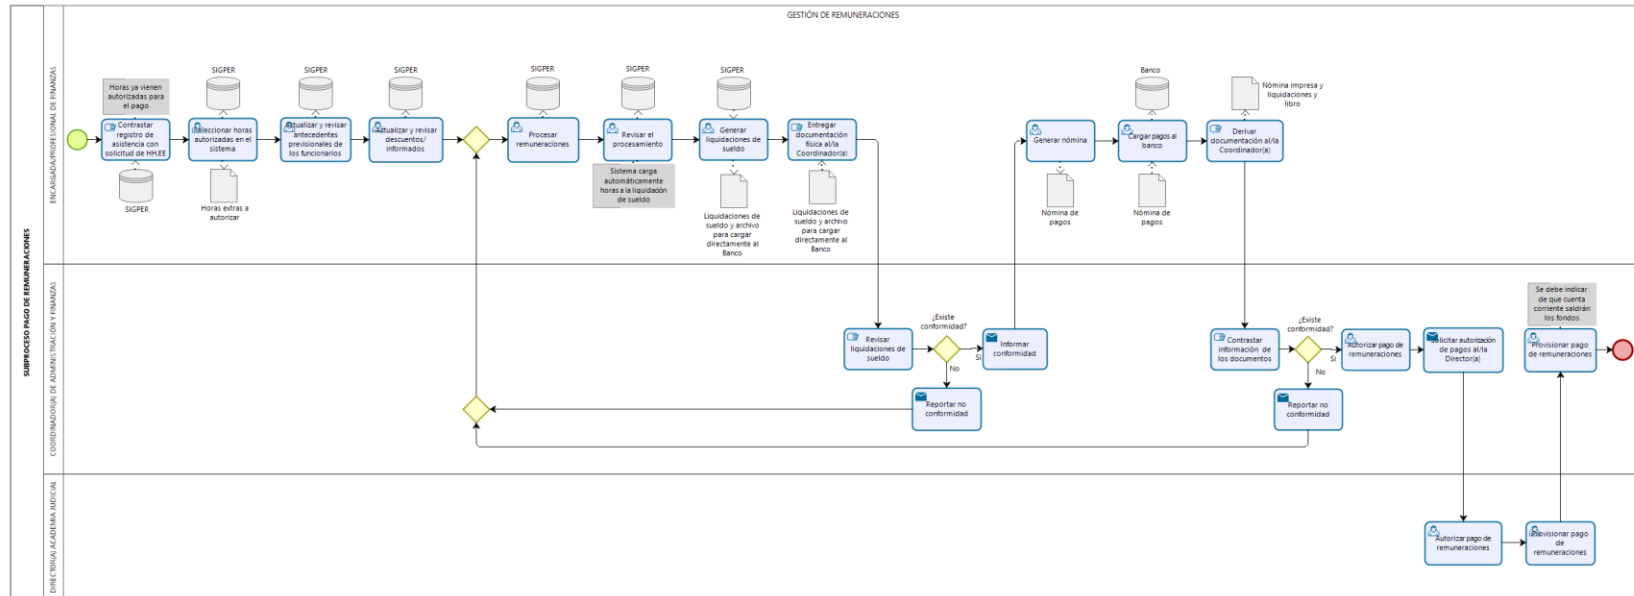 GESTIÓN DE REMUNERACIONES
SUBPROCESO PAGO DE REMUNERACIONES
ENCARGADA/PROFESIONAL DE FINANZAS
Horas ya vienen
autorizadas para
el pago
Contrastar
registro de
asistencia con
solicitud de HH.EE
SIGPER
SIGPER
Seleccionar horas
autorizadas en el
sistema
Horas extras a
autorizar
SIGPER
Actualizar y revisar
antecedentes
previsionales de
los funcionarios
SIGPER
Actualizar y revisar
descuentos/
informados
SIGPER
Procesar
remuneraciones
SIGPER
Revisar el
procesamiento
Sistema carga
automáticamente
horas a la liquidación
de sueldo
SIGPER
Generar
liquidaciones de
sueldo
Liquidaciones de
sueldo y archivo
para cargar
directamente al
Banco
Entregar
documentación
física al/la
Coordinador(a)
Liquidaciones de
sueldo y archivo
para cargar
directamente al
Banco
Generar nómina
Nómina de
pagos
Banco
Cargar pagos al
banco
Nómina de
pagos
Nómina impresa y
liquidaciones y
libro
Derivar
documentación al/la
Coordinador(a)
COORDINADOR(A) DE ADMINISTRACIÓN Y FINANZAS
Revisar
liquidaciones de
sueldo
¿Existe
conformidad?
Si
No
Informar
conformidad
Reportar no
conformidad
Contrastar
información de
los documentos
¿Existe
conformidad?
Si
No
Reportar no
conformidad
Autorizar pago de
remuneraciones
Solicitar autorización
de pagos al/la
Director(a)
Se debe indicar
de que cuenta
corriente saldrán
los fondos
Provisionar pago
de remuneraciones
DIRECTOR(A) ACADEMIA JUDICIAL
Autorizar pago de
remuneraciones
Provisionar pago
de
remuneraciones